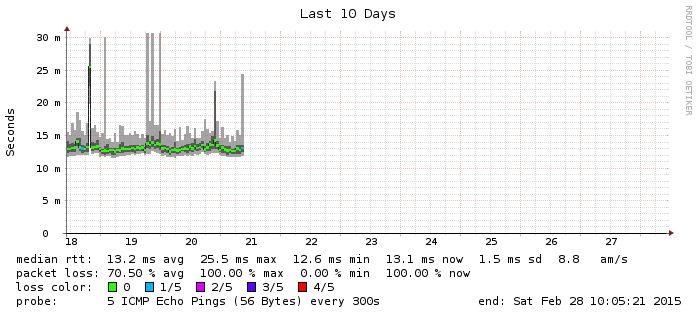 Last 10 Days
RRDTOOL / TOBI OETIKER
Seconds
30 m
25 m
20 m
15 m
10 m
5 m
0
18 19 20 21 22 23 24 25 26 27
median rtt: 13.2 ms avg 25.5 ms max 12.6 ms min 13.1 ms now 1.5 ms sd 8.8 am/s
packet loss: 70.50 % avg 100.00 % max 0.00 % min 100.00 % now
loss color: 0 1/5 2/5 3/5 4/5
probe: 5 ICMP Echo Pings (56 Bytes) every 300s end: Sat Feb 28 10:05:21 2015